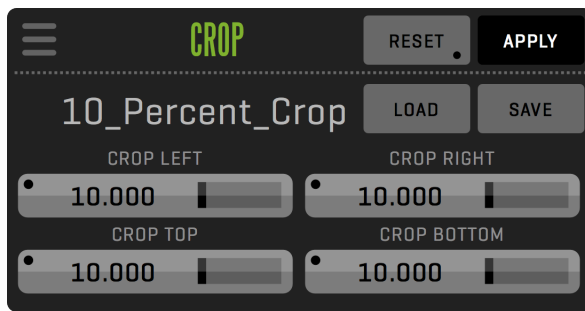 CROP RESET APPLY
10_Percent_Crop LOAD SAVE
CROP LEFT CROP RIGHT
10.000 10.000
CROP TOP CROP BOTTOM
10.000 10.000